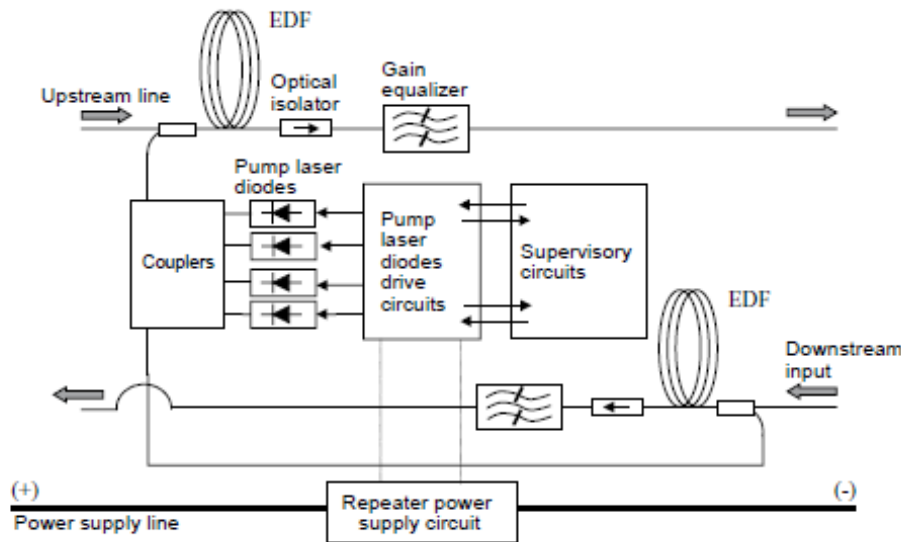 EDF
Upstream line
Optical
isolator
Gain
equalizer
Pump laser
diodes
Couplers
Pump
laser
diodes
drive
circuits
Supervisory
circuits
EDF
Downstream
input
(+)
(-)
Power supply line
Repeater power
supply circuit